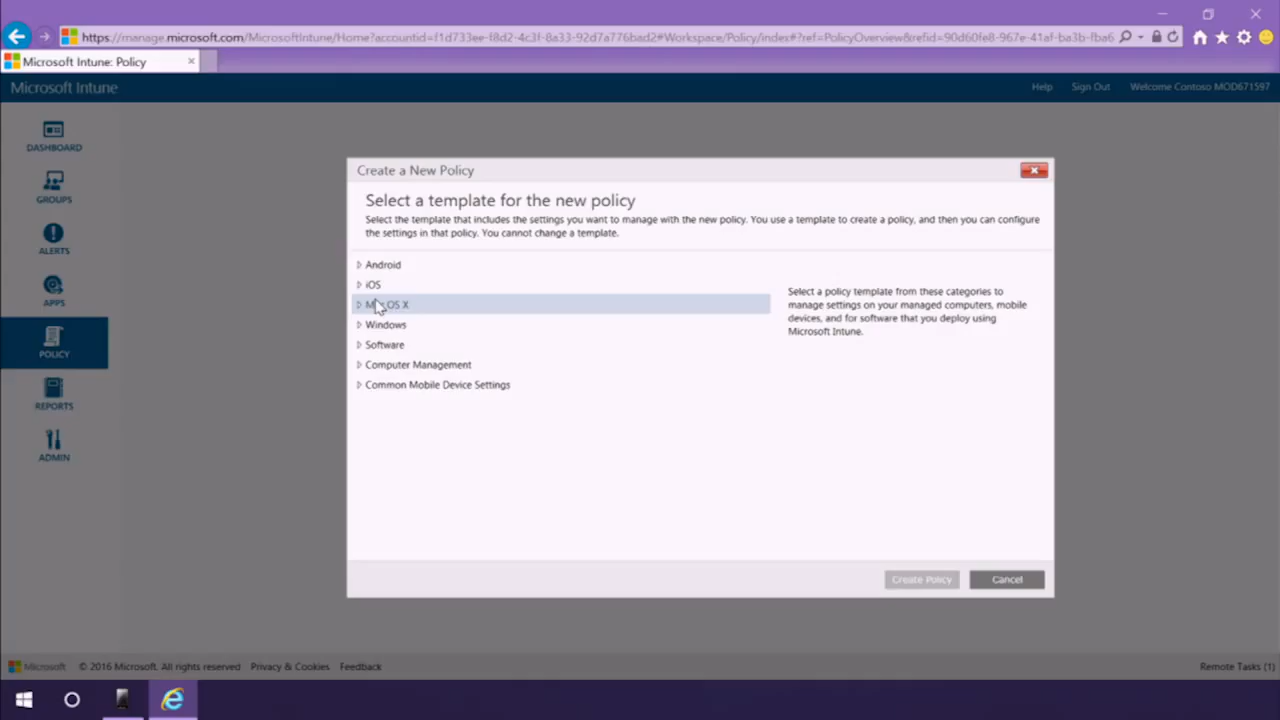 https://manage.microsoft.com/MicrosoftIntune/Home?accountid=f1d733ee-f8d2-4c3f-8a33-92d7a776bad2#Workspace/Policy/index#?ref=PolicyOverview&refid=90d60fe8-967e-41af-ba3b-fba6
Microsoft Intune: Policy
Microsoft Intune
Help
Sign Out
Welcome Contoso MOD671597
DASHBOARD
GROUPS
ALERTS
APPS
POLICY
REPORTS
ADMIN
Create a New Policy
Select a template for the new policy
Select the template that includes the settings you want to manage with the new policy. You use a template to create a policy, and then you can configure
the settings in that policy. You cannot change a template.
Android
iOS
Mac OS X
Windows
Software
Computer Management
Common Mobile Device Settings
Select a policy template from these categories to
manage settings on your managed computers, mobile
devices, and for software that you deploy using
Microsoft Intune.
Create Policy
Cancel
Microsoft
© 2016 Microsoft. All rights reserved
Privacy & Cookies
Feedback
Remote Tasks (1)